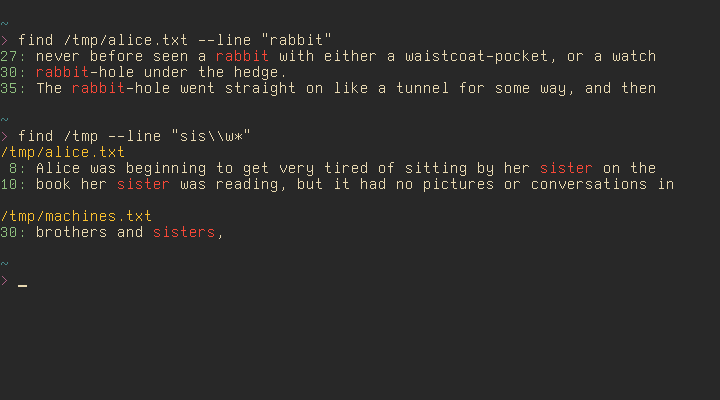 ~
> find /tmp/alice.txt --line "rabbit"
27: never before seen a rabbit with either a waistcoat-pocket, or a watch
30: rabbit-hole under the hedge.
35: The rabbit-hole went straight on like a tunnel for some way, and then
~
> find /tmp --line "sis\\w*"
/tmp/alice.txt
 8: Alice was beginning to get very tired of sitting by her sister on the
10: book her sister was reading, but it had no pictures or conversations in
/tmp/machines.txt
30: brothers and sisters,
~
> _